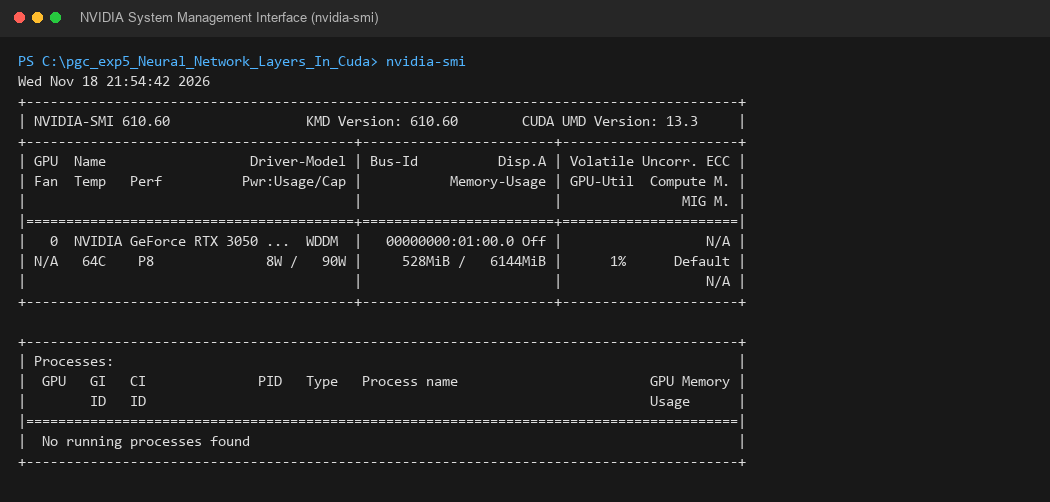 NVIDIA System Management Interface (nvidia-smi)
PS C:\pgc_exp5_Neural_Network_Layers_In_Cuda> nvidia-smi
Wed Nov 18 21:54:42 2026
+-----------------------------------------------------------------------------------------+
| NVIDIA-SMI 610.60                 KMD Version: 610.60        CUDA UMD Version: 13.3     |
+-----------------------------------------+------------------------+----------------------+
| GPU  Name                  Driver-Model | Bus-Id          Disp.A | Volatile Uncorr. ECC |
| Fan  Temp   Perf          Pwr:Usage/Cap |           Memory-Usage | GPU-Util  Compute M. |
|                                         |                        |               MIG M. |
|=========================================+========================+======================|
|   0  NVIDIA GeForce RTX 3050 ...  WDDM  |   00000000:01:00.0 Off |                  N/A |
| N/A   64C    P8             8W /   90W |     528MiB /   6144MiB |      1%      Default |
|                                         |                        |                  N/A |
+-----------------------------------------+------------------------+----------------------+

+-----------------------------------------------------------------------------------------+
| Processes:                                                                              |
|  GPU   GI   CI              PID   Type   Process name                        GPU Memory |
|        ID   ID                                                               Usage      |
|=========================================================================================|
|  No running processes found                                                             |
+-----------------------------------------------------------------------------------------+